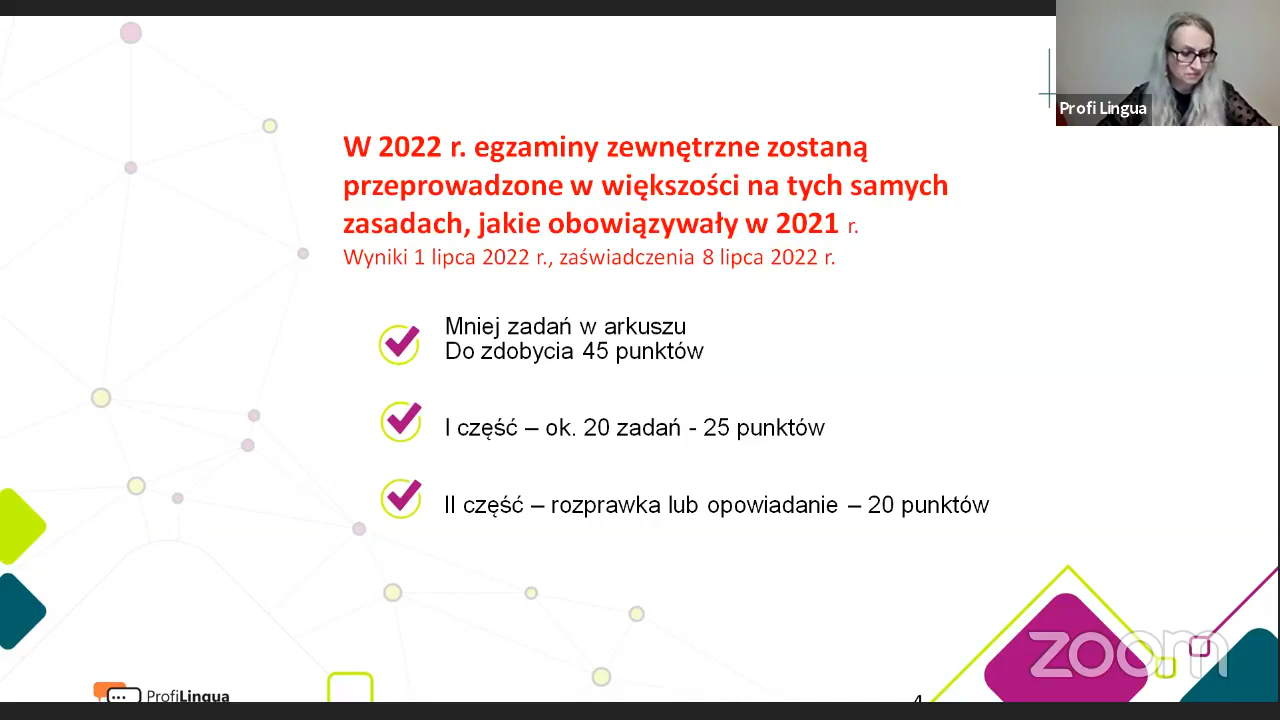 Profi Lingua
W 2022 r. egzaminy zewnętrzne zostaną
przeprowadzone w większości na tych samych
zasadach, jakie obowiązywały w 2021 r.
Wyniki 1 lipca 2022 r., zaświadczenia 8 lipca 2022 r.
Mniej zadań w arkuszu
Do zdobycia 45 punktów
I część – ok. 20 zadań - 25 punktów
II część – rozprawka lub opowiadanie – 20 punktów
zoom
ProfiLingua
4